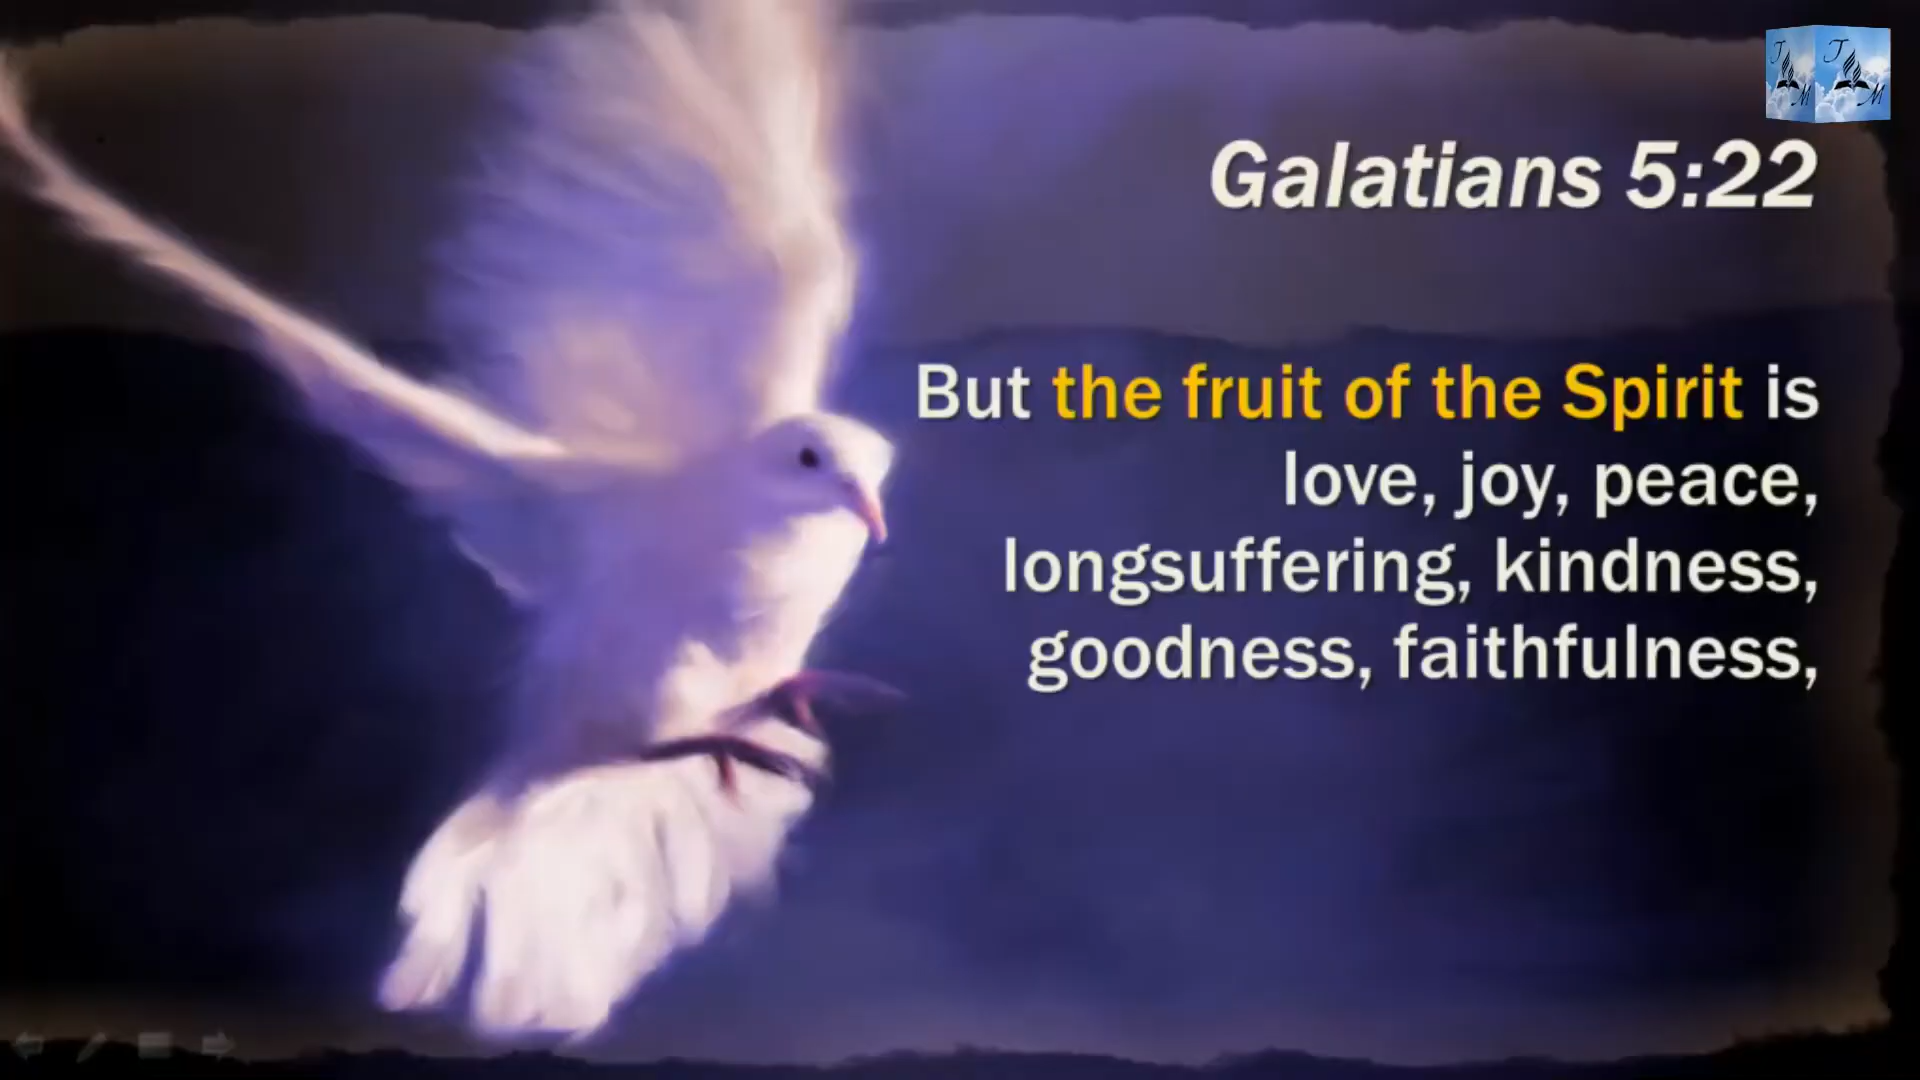 Galatians 5:22
But the fruit of the Spirit is
love, joy, peace,
longsuffering, kindness,
goodness, faithfulness,
J M
J M